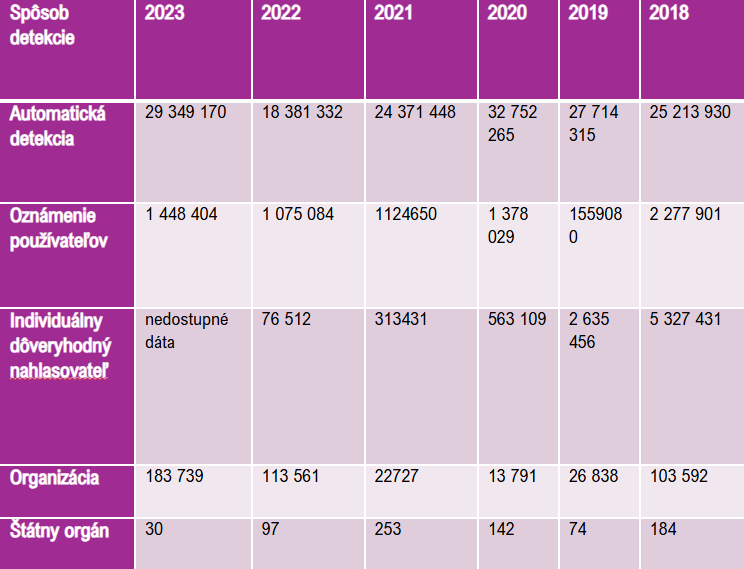 Spôsob 2023 2022 2021 2020 2019 2018
detekcie
Automatická 29 349 170 18 381 332 24 371 448 32 752 27 714 25 213 930
detekcia 265 315
Oznámenie 1 448 404 1 075 084 1124650 1 378 155908 2 277 901
používateľov 029 0
Individuálny nedostupné 76 512 313431 563 109 2 635 5 327 431
dôveryhodný dáta 456
nahlasovateľ
Organizácia 183 739 113 561 22727 13 791 26 838 103 592
Štátny orgán 30 97 253 142 74 184